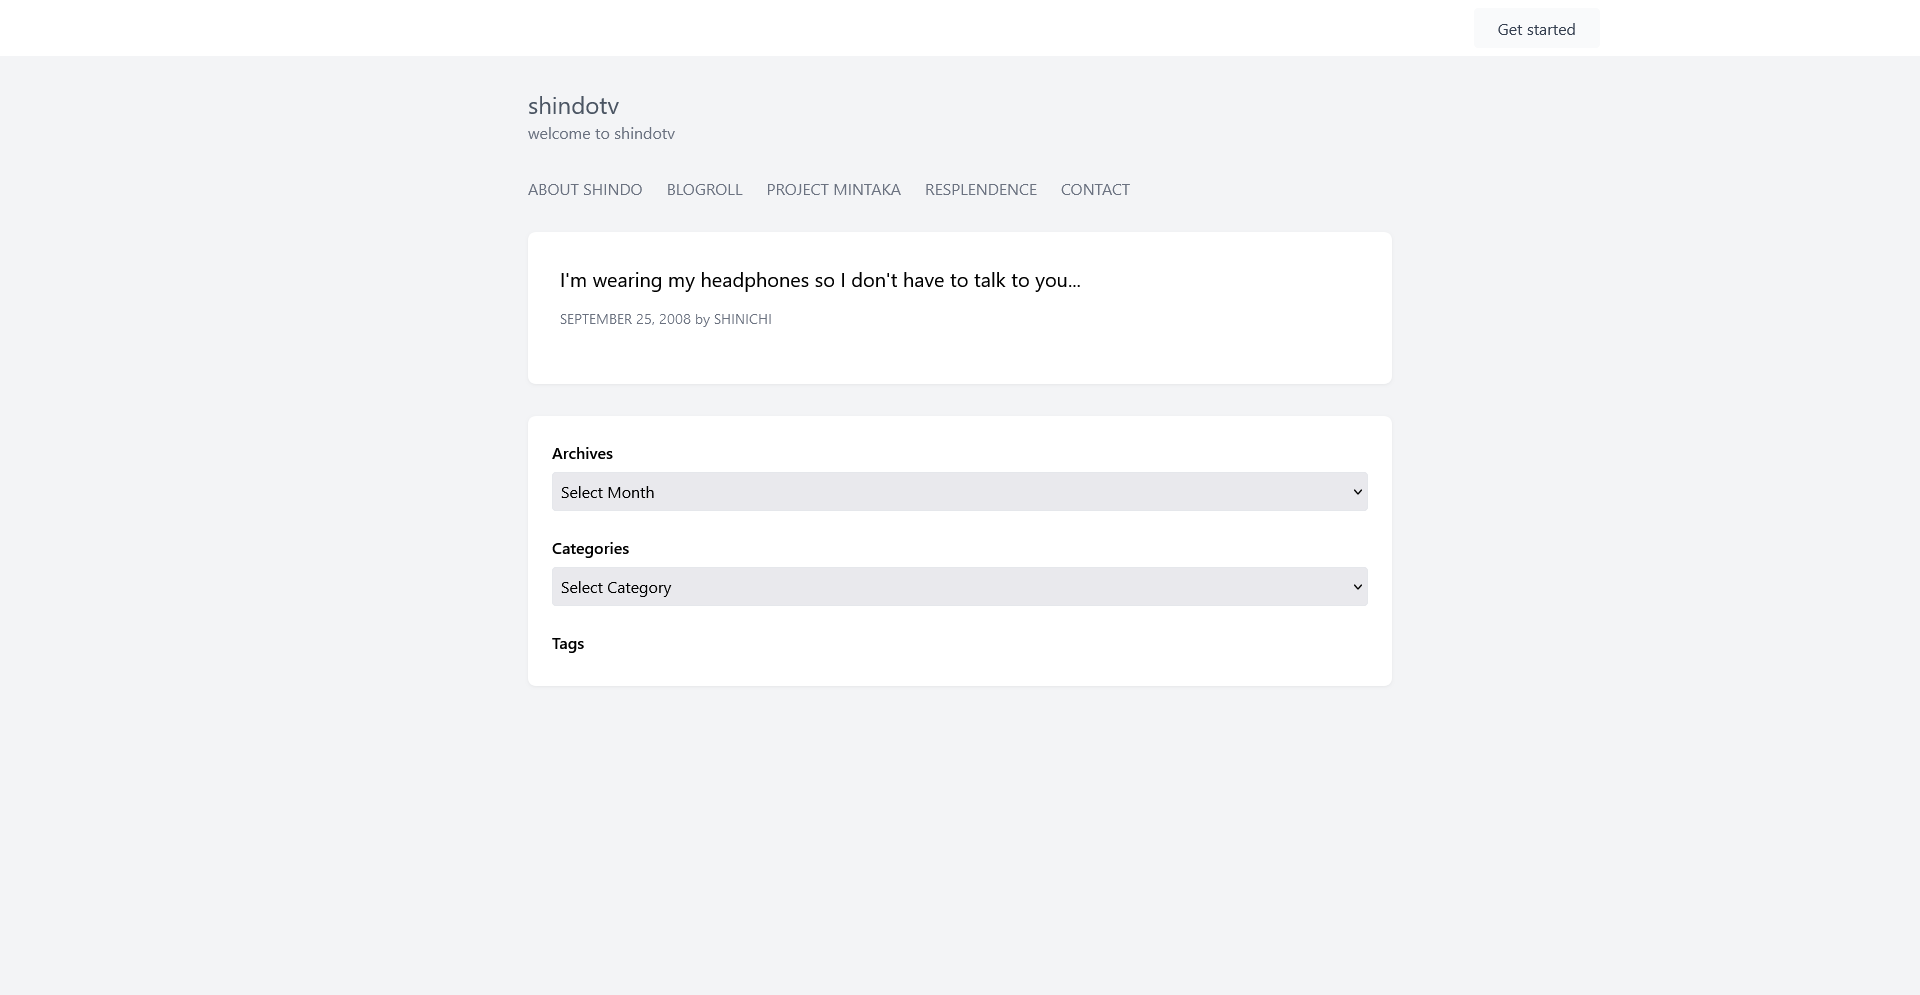 Get started
shindotv
welcome to shindotv
ABOUT SHINDO BLOGROLL PROJECT MINTAKA RESPLENDENCE CONTACT
I'm wearing my headphones so I don't have to talk to you...
SEPTEMBER 25, 2008 by SHINICHI
Archives
Select Month
Categories
Select Category
Tags